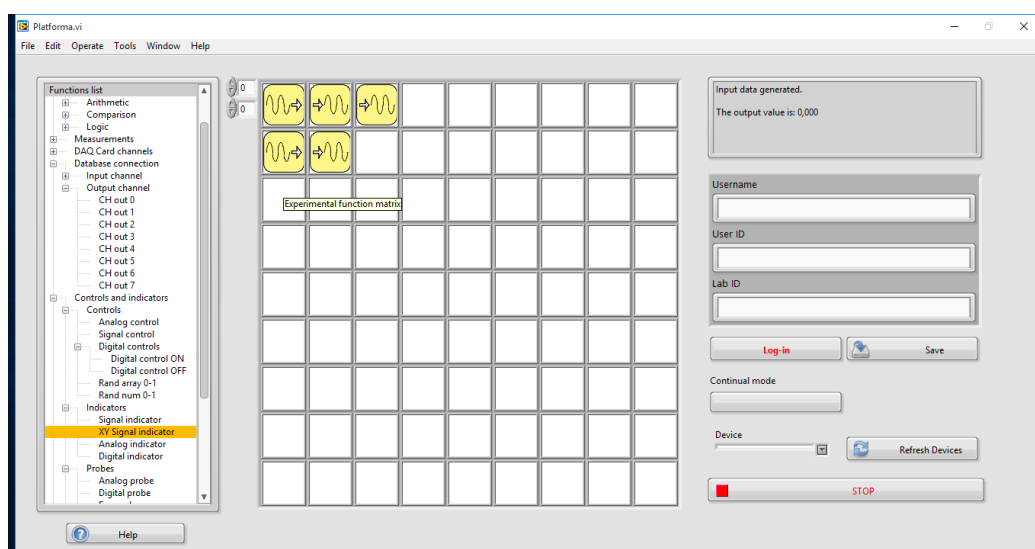 Platforma.vi
File Edit Operate Tools Window Help
Functions list
Arithmetic
Comparison
Logic
Measurements
DAQ Card channels
Database connection
Input channel
Output channel
CH out 0
CH out 1
CH out 2
CH out 3
CH out 4
CH out 5
CH out 6
CH out 7
Controls and indicators
Controls
Analog control
Signal control
Digital controls
Digital control ON
Digital control OFF
Rand array 0-1
Rand num 0-1
Indicators
Signal indicator
XY Signal indicator
Analog indicator
Digital indicator
Probes
Analog probe
Digital probe
Help
0
0
Experimental function matrix
Input data generated.
The output value is: 0,000
Username
User ID
Lab ID
Log-in
Save
Continual mode
Device
Refresh Devices
STOP